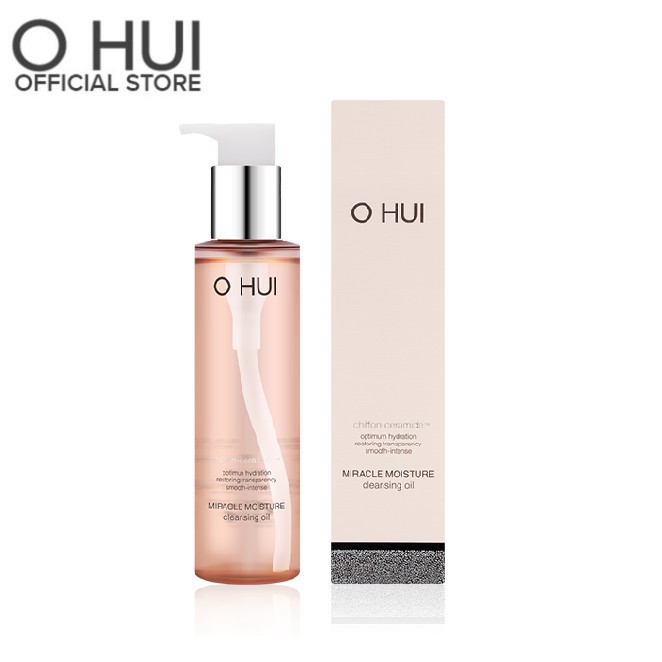 O HUI
OFFICIAL STORE
O HUI
optimun hydration
restoring transparency
smooth-intense
MIRACLE MOISTURE
cleansing oil
O HUI
chiffon ceramide™
optimum hydration
restoring transparency
smooth-intense
MIRACLE MOISTURE
cleansing oil